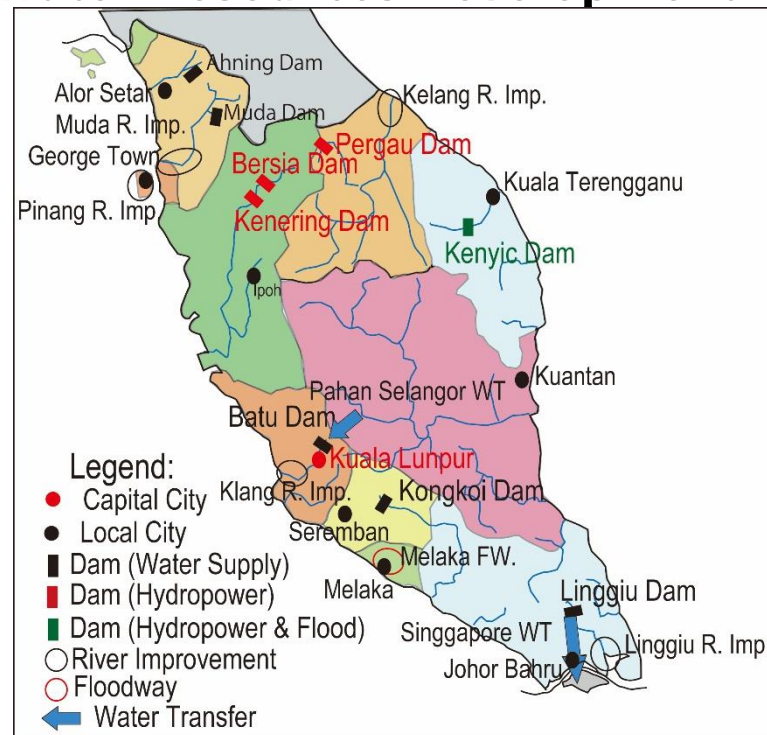 Ahning Dam
Kelang R. Imp.
Alor Setar
Muda Dam
Muda R. Imp.
Pergau Dam
George Town
Bersia Dam
Kuala Terengganu
Pinang R. Imp.
Kenering Dam
Kenyic Dam
Ipoh
Pahan Selangor WT
Kuantan
Batu Dam
Kuala Lunpur
Klang R. Imp.
Kongkoi Dam
Seremban
Melaka FW.
Melaka
Linggiu Dam
Singgapore WT
Linggiu R. Imp
Johor Bahru
Legend:
Capital City
Local City
Dam (Water Supply)
Dam (Hydropower)
Dam (Hydropower & Flood)
River Improvement
Floodway
Water Transfer